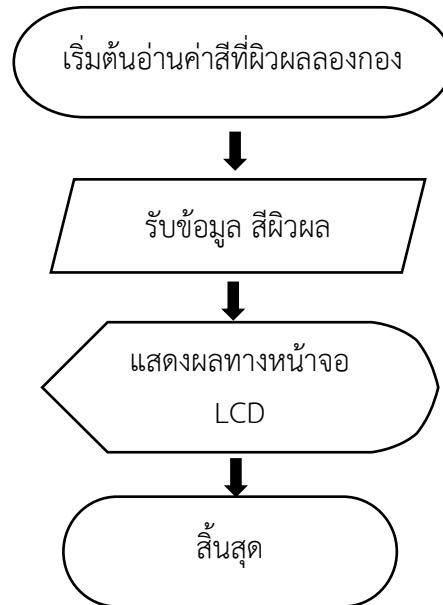 เริ่มต้นอ่านค่าสีที่ผิวผลลองกอง
รับข้อมูล สีผิวผล
แสดงผลทางหน้าจอ
LCD
สิ้นสุด